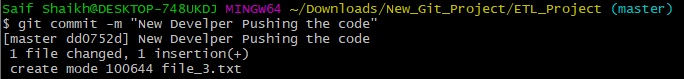 Saif Shaikh@DESKTOP-748UKDJ MINGW64 ~/Downloads/New_Git_Project/ETL_Project (master)
$ git commit -m "New Develper Pushing the code"
[master dd0752d] New Develper Pushing the code
 1 file changed, 1 insertion(+)
 create mode 100644 file_3.txt